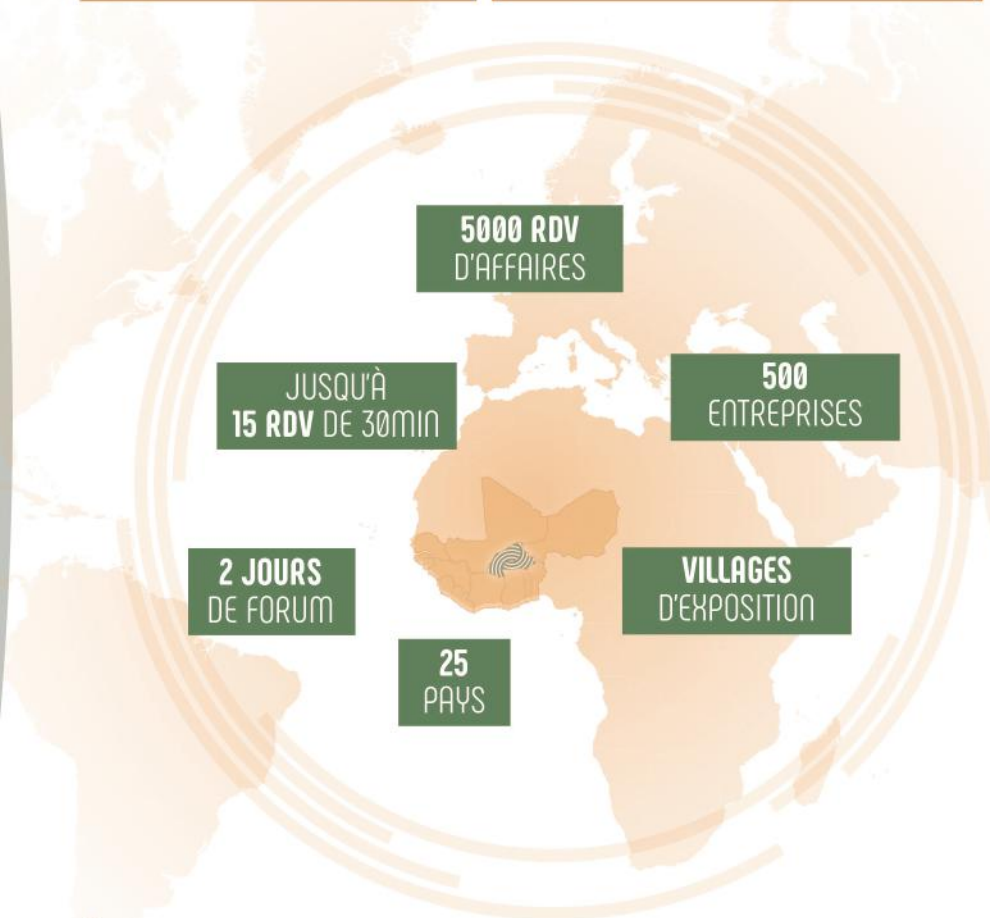 5000 RDV
D'AFFAIRES
JUSQU'À
15 RDV DE 30MIN
500
ENTREPRISES
2 JOURS
DE FORUM
VILLAGES
D'EXPOSITION
25
PAYS